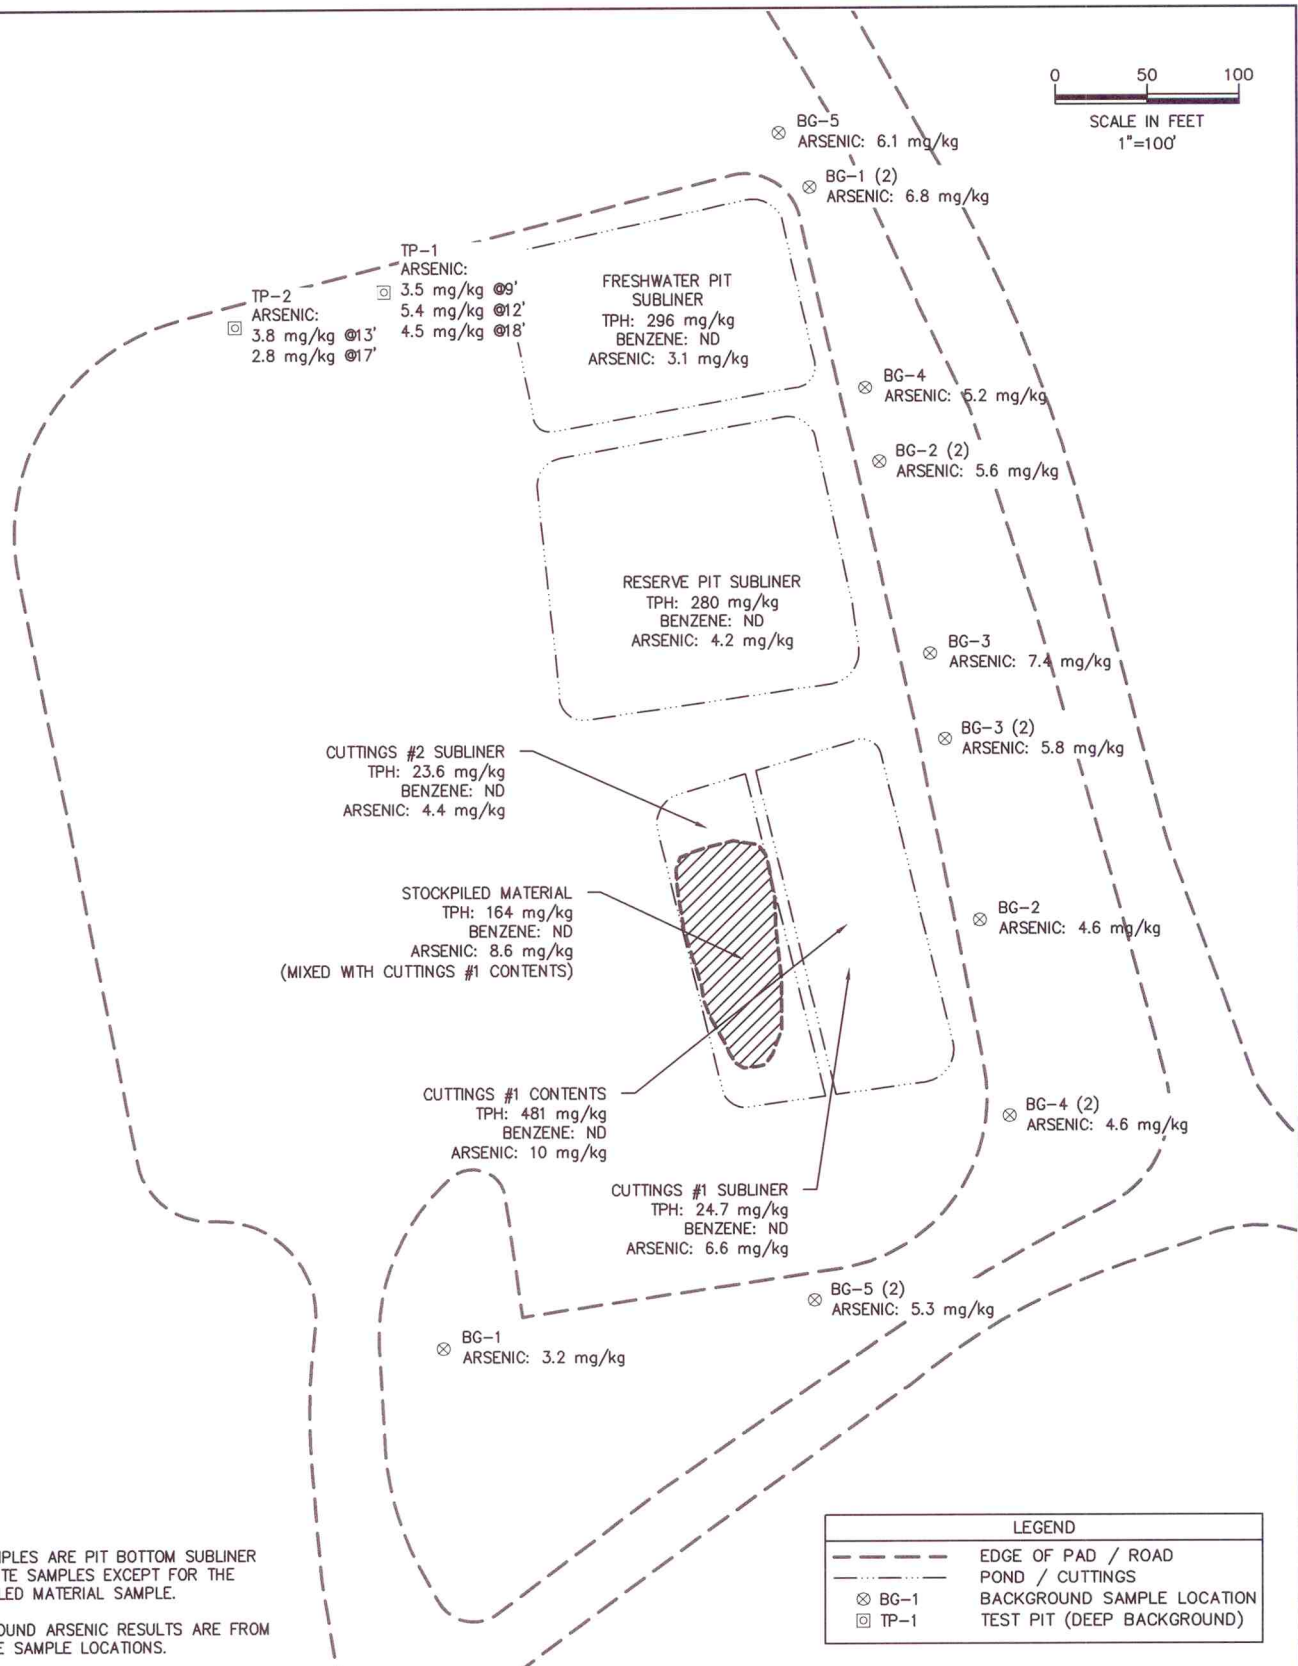 0 50 100
SCALE IN FEET
1"=100'
BG-5
ARSENIC: 6.1 mg/kg
BG-1 (2)
ARSENIC: 6.8 mg/kg
TP-1
ARSENIC:
3.5 mg/kg @9'
5.4 mg/kg @12'
4.5 mg/kg @18'
TP-2
ARSENIC:
3.8 mg/kg @13'
2.8 mg/kg @17'
FRESHWATER PIT
SUBLINER
TPH: 296 mg/kg
BENZENE: ND
ARSENIC: 3.1 mg/kg
BG-4
ARSENIC: 5.2 mg/kg
BG-2 (2)
ARSENIC: 5.6 mg/kg
RESERVE PIT SUBLINER
TPH: 280 mg/kg
BENZENE: ND
ARSENIC: 4.2 mg/kg
BG-3
ARSENIC: 7.4 mg/kg
BG-3 (2)
ARSENIC: 5.8 mg/kg
CUTTINGS #2 SUBLINER
TPH: 23.6 mg/kg
BENZENE: ND
ARSENIC: 4.4 mg/kg
STOCKPILED MATERIAL
TPH: 164 mg/kg
BENZENE: ND
ARSENIC: 8.6 mg/kg
(MIXED WITH CUTTINGS #1 CONTENTS)
BG-2
ARSENIC: 4.6 mg/kg
CUTTINGS #1 CONTENTS
TPH: 481 mg/kg
BENZENE: ND
ARSENIC: 10 mg/kg
BG-4 (2)
ARSENIC: 4.6 mg/kg
CUTTINGS #1 SUBLINER
TPH: 24.7 mg/kg
BENZENE: ND
ARSENIC: 6.6 mg/kg
BG-5 (2)
ARSENIC: 5.3 mg/kg
BG-1
ARSENIC: 3.2 mg/kg
MPLES ARE PIT BOTTOM SUBLINER
TE SAMPLES EXCEPT FOR THE
LED MATERIAL SAMPLE.
OUND ARSENIC RESULTS ARE FROM
E SAMPLE LOCATIONS.
LEGEND
EDGE OF PAD / ROAD
POND / CUTTINGS
BG-1 BACKGROUND SAMPLE LOCATION
TP-1 TEST PIT (DEEP BACKGROUND)